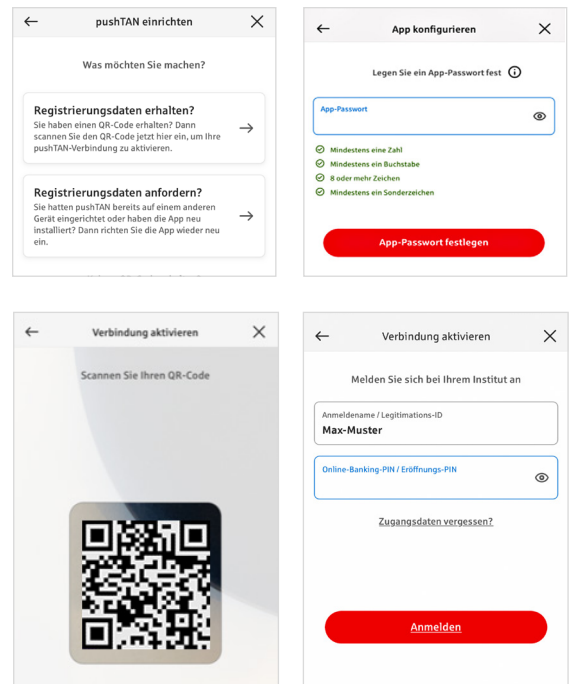 pushTAN einrichten
Was möchten Sie machen?
Registrierungsdaten erhalten?
Sie haben einen QR-Code erhalten? Dann
scannen Sie den QR-Code jetzt hier ein, um Ihre
pushTAN-Verbindung zu aktivieren.
Registrierungsdaten anfordern?
Sie hatten pushTAN bereits auf einem anderen
Gerät eingerichtet oder haben die App neu
installiert? Dann richten Sie die App wieder neu
ein.
App konfigurieren
Legen Sie ein App-Passwort fest
App-Passwort
Mindestens eine Zahl
Mindestens ein Buchstabe
8 oder mehr Zeichen
Mindestens ein Sonderzeichen
App-Passwort festlegen
Verbindung aktivieren
Scannen Sie Ihren QR-Code
Verbindung aktivieren
Melden Sie sich bei Ihrem Institut an
Anmeldename / Legitimations-ID
Max-Muster
Online-Banking-PIN / Eröffnungs-PIN
Zugangsdaten vergessen?
Anmelden